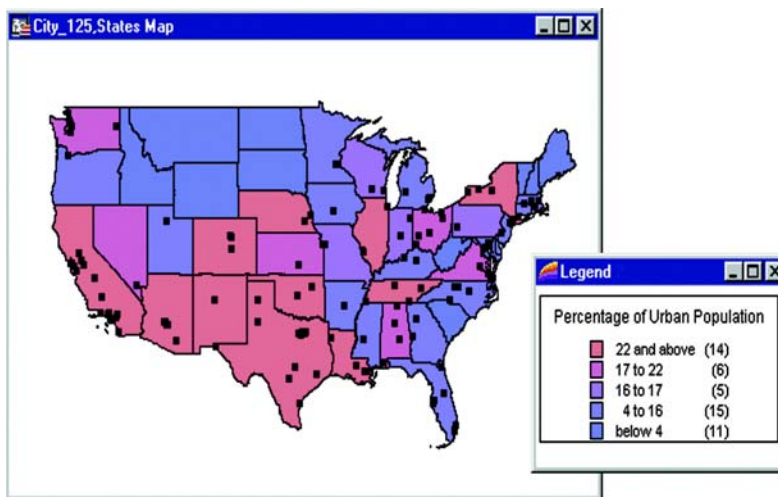 City_125,States Map
Legend
Percentage of Urban Population
22 and above (14)
17 to 22 (6)
16 to 17 (5)
4 to 16 (15)
below 4 (11)